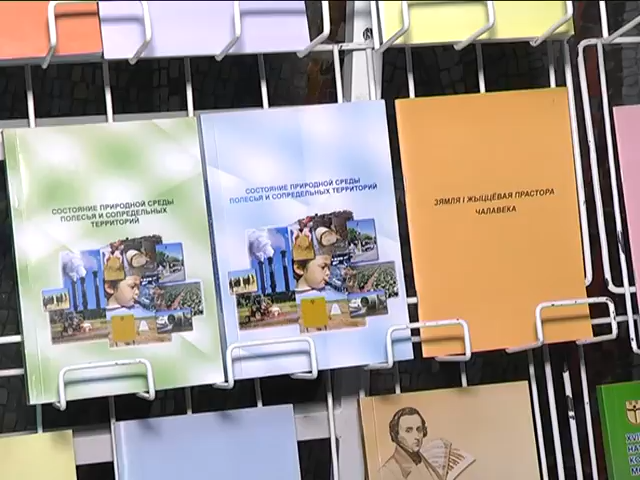 СОСТОЯНИЕ ПРИРОДНОЙ СРЕДЫ
ПОЛЕСЬЯ И СОПРЕДЕЛЬНЫХ
ТЕРРИТОРИЙ
СОСТОЯНИЕ ПРИРОДНОЙ СРЕДЫ
ПОЛЕСЬЯ И СОПРЕДЕЛЬНЫХ ТЕРРИТОРИЙ
ЗЯМЛЯ І ЖЫЦЦЁВАЯ ПРАСТОРА
ЧАЛАВЕКА